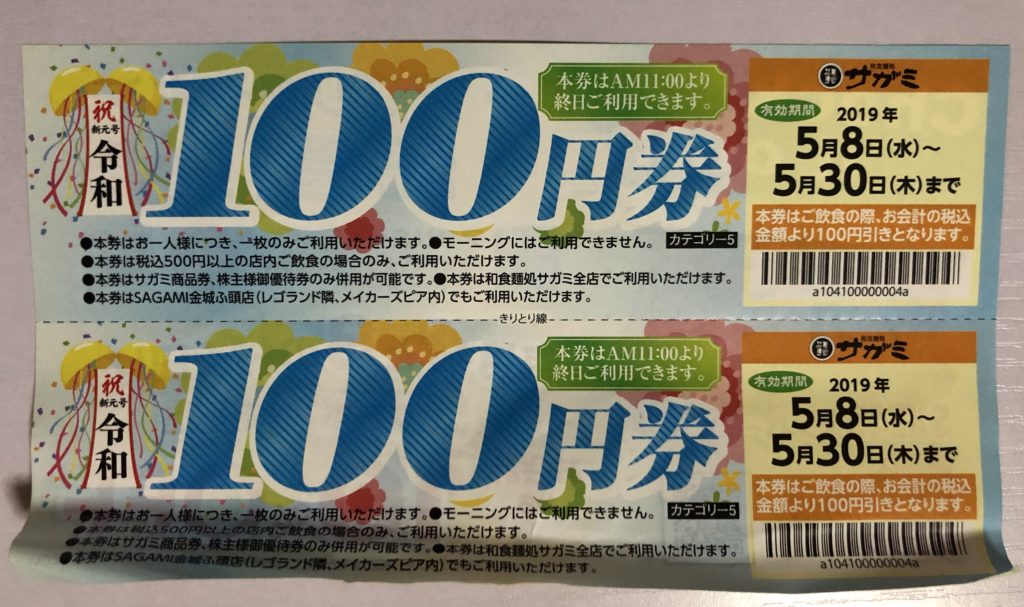 祝
新元号
令和
100円券
本券はAM11:00より
終日ご利用できます。
●本券はお一人様につき、一枚のみご利用いただけます。●モーニングにはご利用できません。
カテゴリー5
●本券は税込500円以上の店内ご飲食の場合のみ、ご利用いただけます。
●本券はサガミ商品券、株主様御優待券のみ併用が可能です。●本券は和食麺処サガミ全店でご利用いただけます。
●本券はSAGAMI金城ふ頭店（レゴランド隣、メイカーズピア内）でもご利用いただけます。
和食麺処
サガミ
有効期間
2019年
5月8日（水）～
5月30日（木）まで
本券はご飲食の際、お会計の税込
金額より100円引きとなります。
a104100000004a
きりとり線
祝
新元号
令和
100円券
本券はAM11:00より
終日ご利用できます。
●本券はお一人様につき、一枚のみご利用いただけます。●モーニングにはご利用できません。
カテゴリー5
●本券は税込500円以上の店内ご飲食の場合のみ、ご利用いただけます。
●本券はサガミ商品券、株主様御優待券のみ併用が可能です。●本券は和食麺処サガミ全店でご利用いただけます。
●本券はSAGAMI金城ふ頭店（レゴランド隣、メイカーズピア内）でもご利用いただけます。
和食麺処
サガミ
有効期間
2019年
5月8日（水）～
5月30日（木）まで
本券はご飲食の際、お会計の税込
金額より100円引きとなります。
a104100000004a